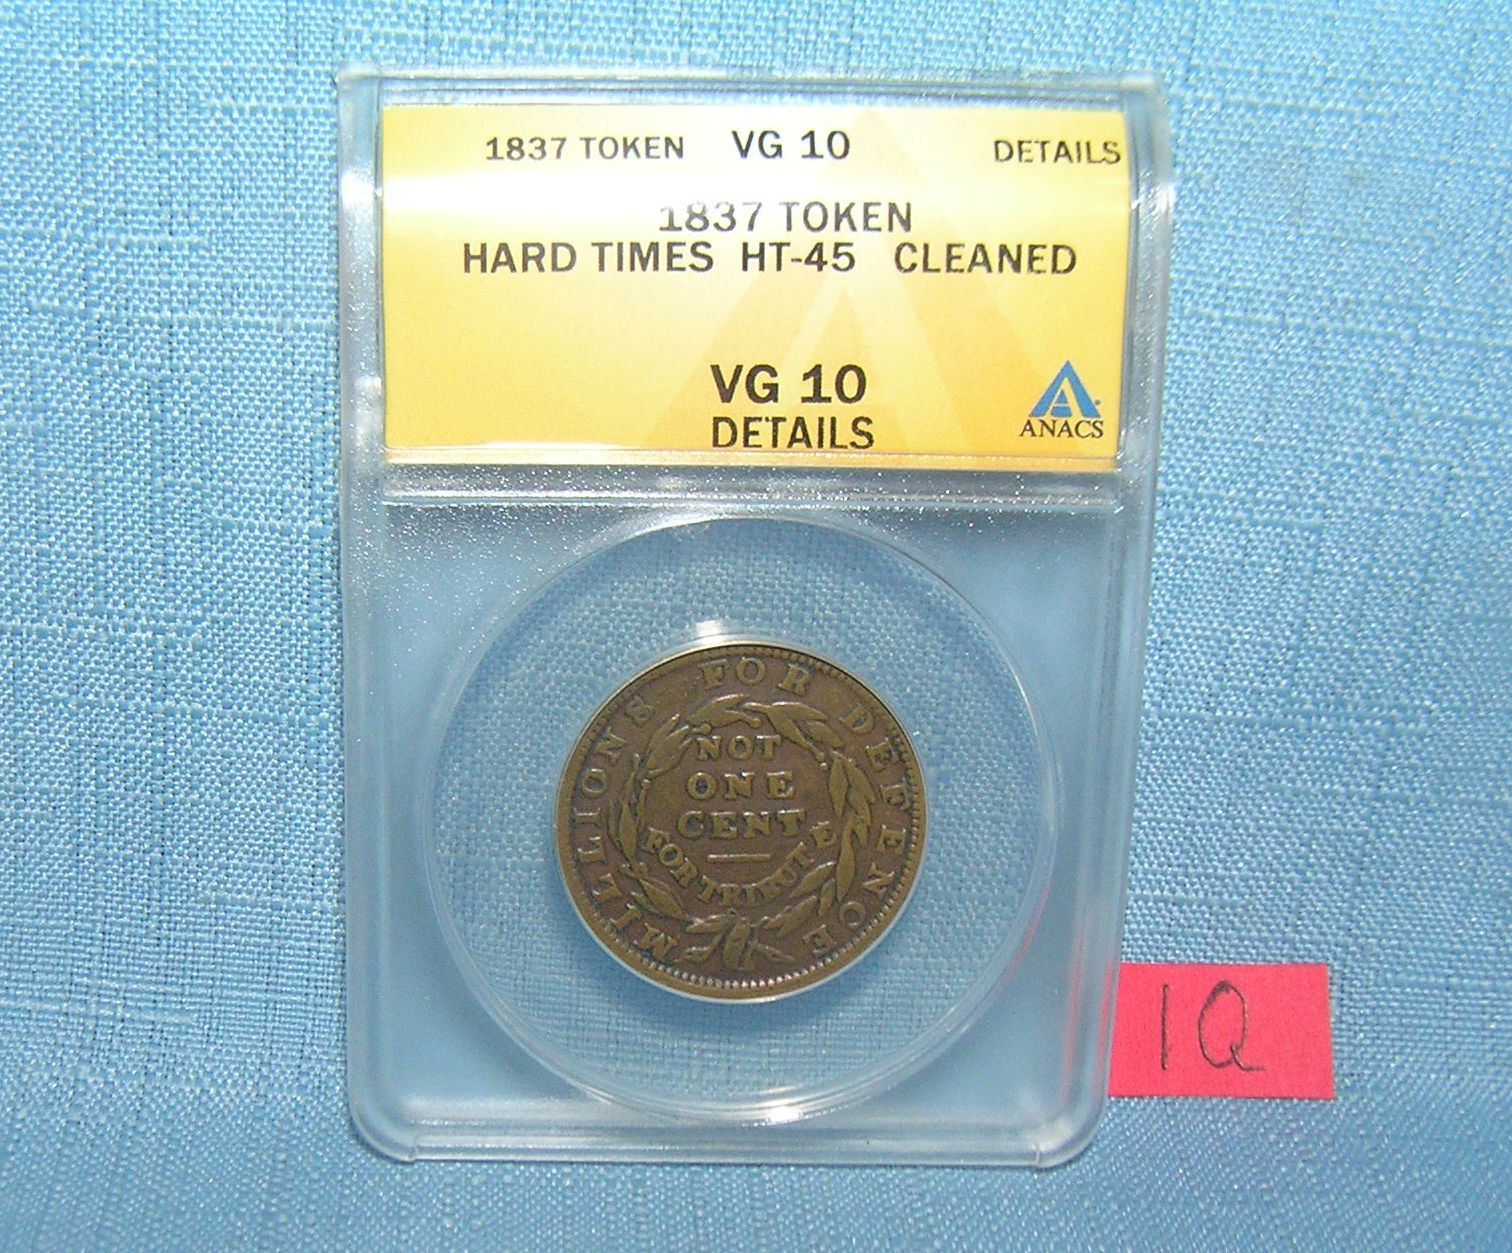 1837 TOKEN VG 10 DETAILS
1837 TOKEN
HARD TIMES HT-45 CLEANED
VG 10
DETAILS
ANACS
MILLIONS FOR DEFENCE
NOT
ONE
CENT
FOR TRIBUTE
1Q